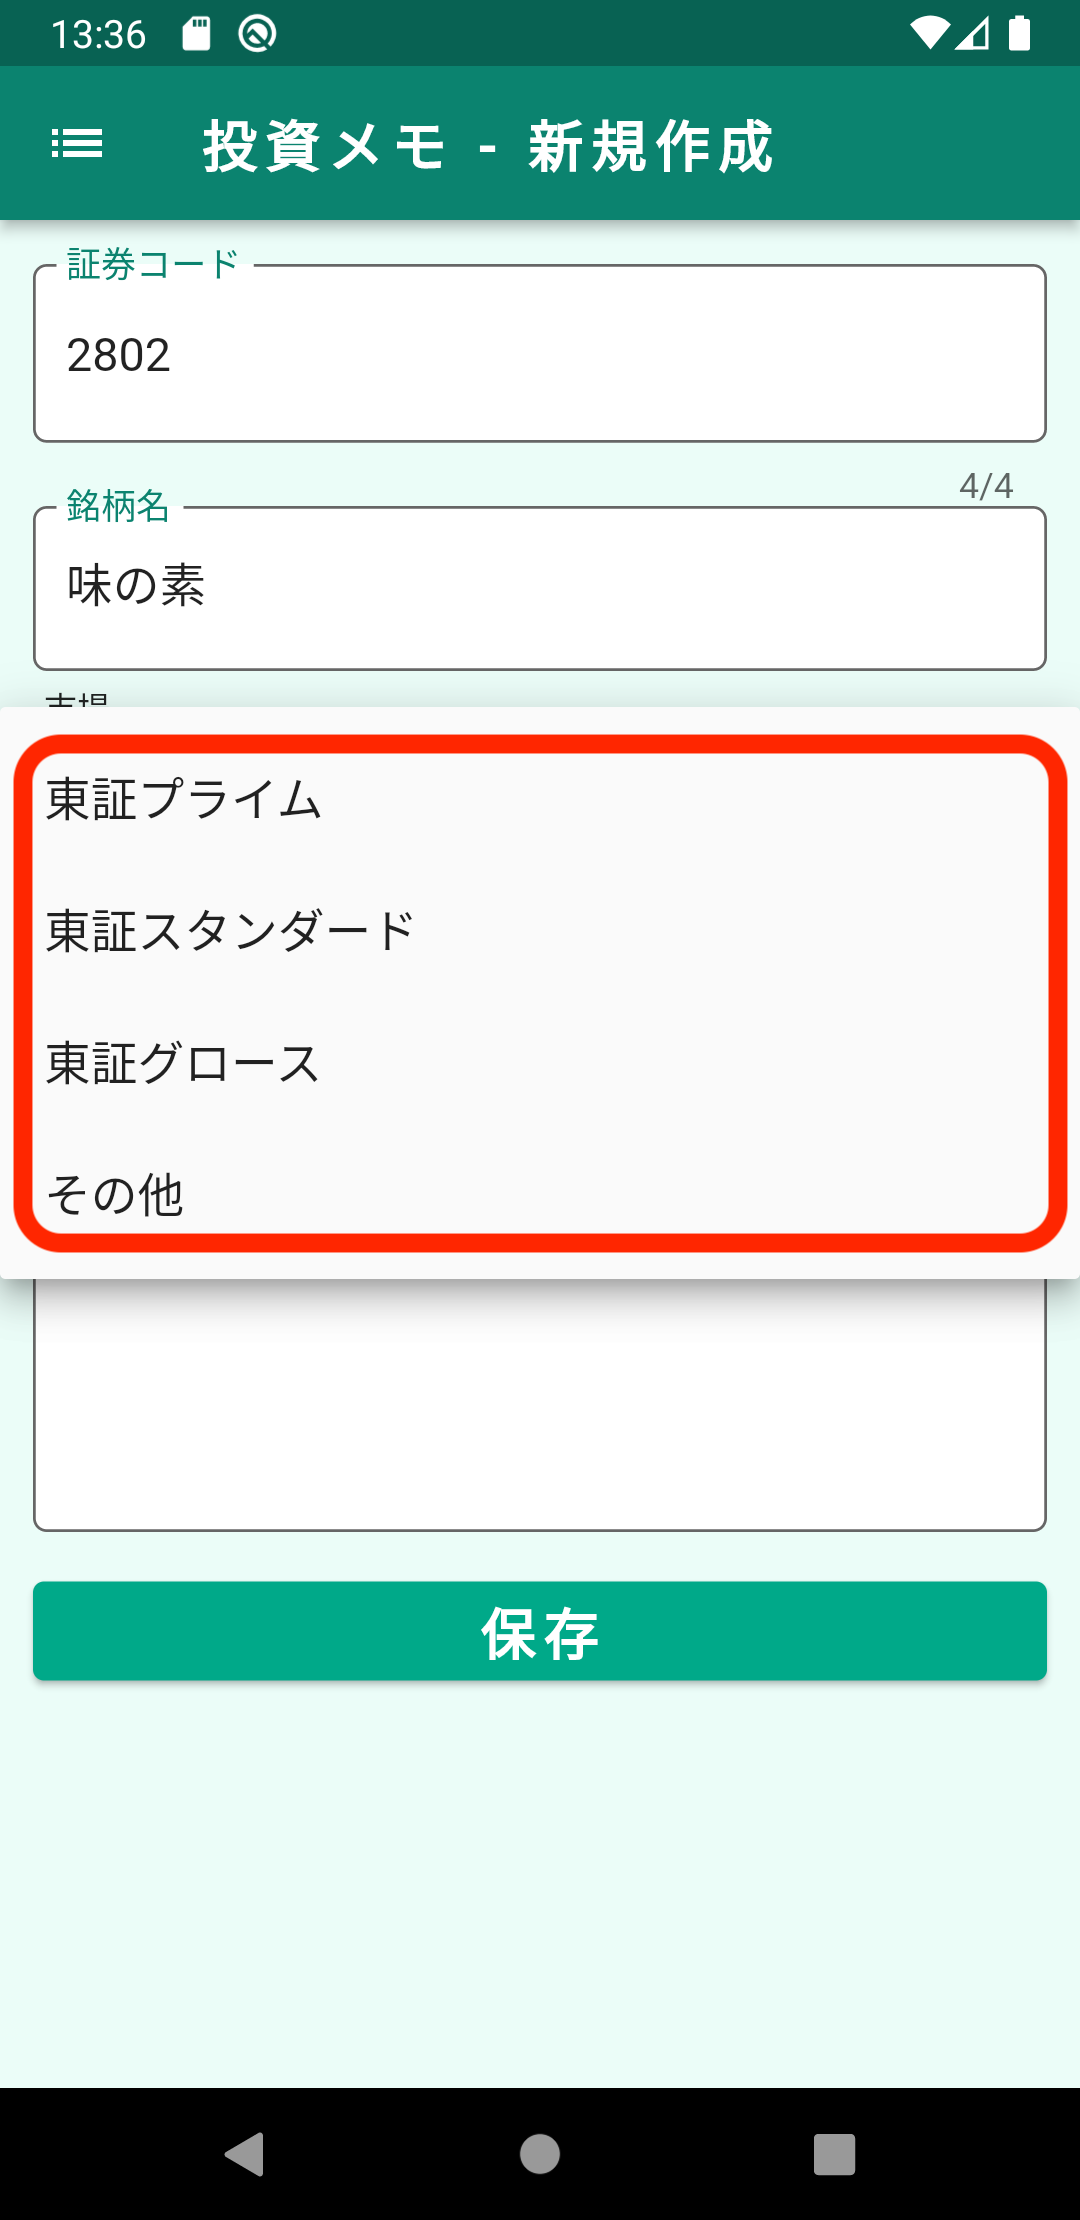 13:36
投資メモ - 新規作成
証券コード
2802
4/4
銘柄名
味の素
市場
東証プライム
東証スタンダード
東証グロース
その他
保存